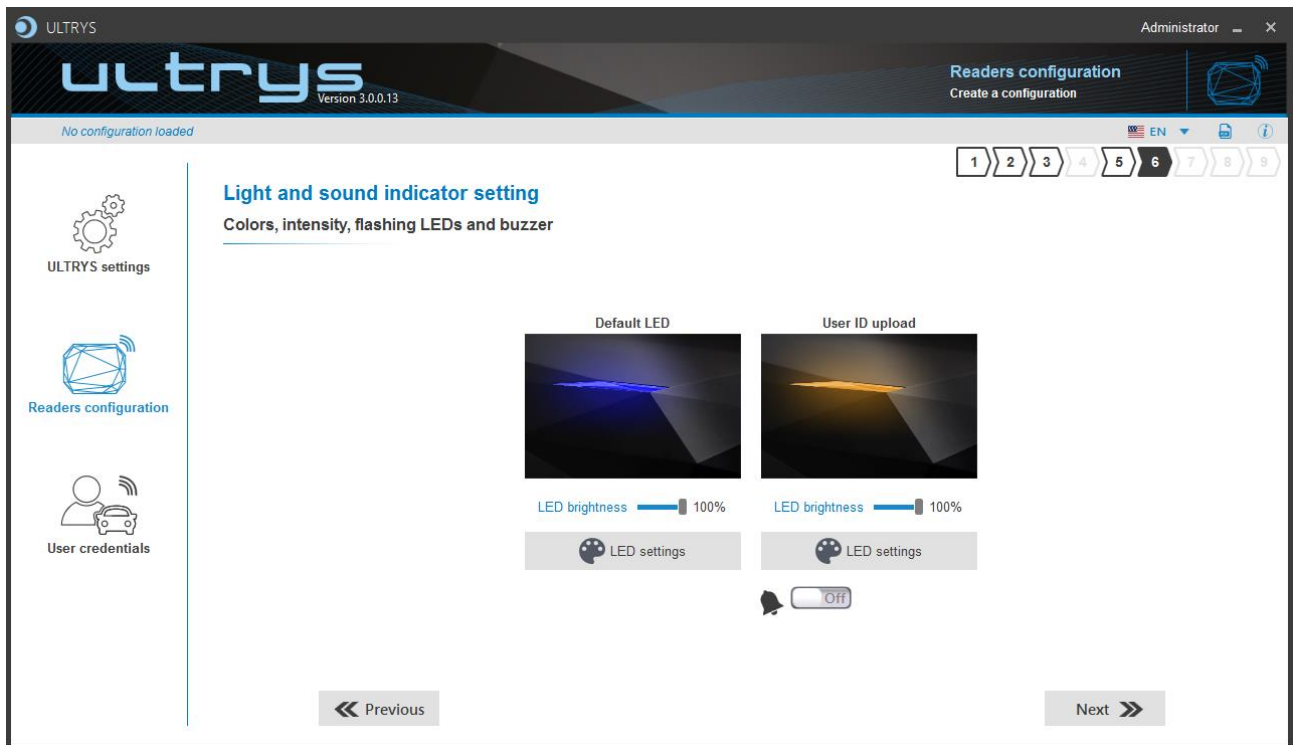 ULTRYS
Administrator
ultrys
Version 3.0.0.13
Readers configuration
Create a configuration
No configuration loaded
EN
1 2 3 4 5 6 7 8 9
Light and sound indicator setting
Colors, intensity, flashing LEDs and buzzer
ULTRYS settings
Readers configuration
User credentials
Default LED
LED brightness 100%
LED settings
User ID upload
LED brightness 100%
LED settings
Off
Previous
Next